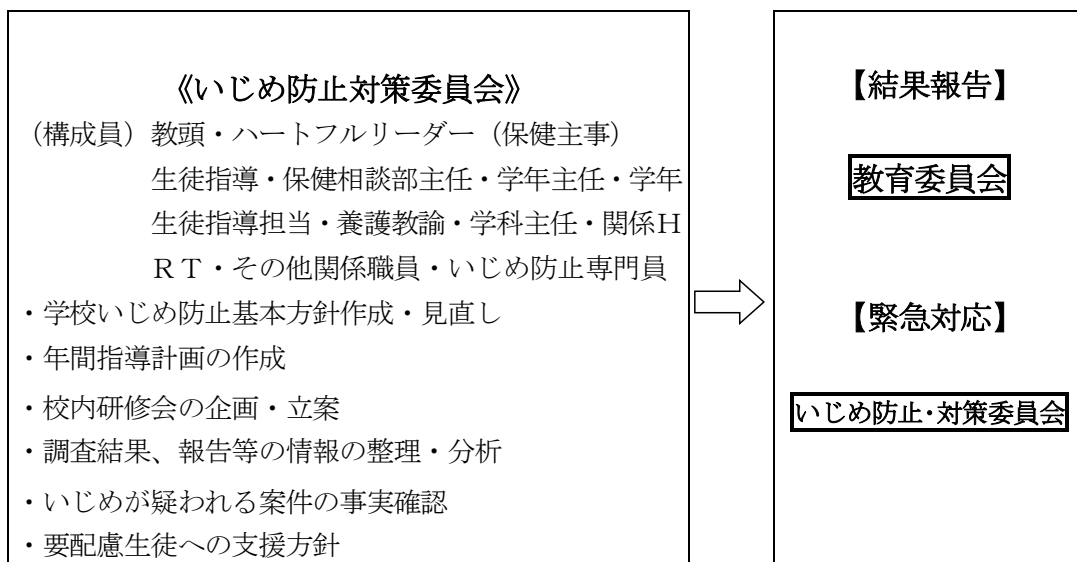 《いじめ防止対策委員会》
（構成員）教頭・ハートフルリーダー（保健主事）
生徒指導・保健相談部主任・学年主任・学年
生徒指導担当・養護教諭・学科主任・関係Ｈ
ＲＴ・その他関係職員・いじめ防止専門員
・学校いじめ防止基本方針作成・見直し
・年間指導計画の作成
・校内研修会の企画・立案
・調査結果、報告等の情報の整理・分析
・いじめが疑われる案件の事実確認
・要配慮生徒への支援方針
【結果報告】
教育委員会
【緊急対応】
いじめ防止・対策委員会